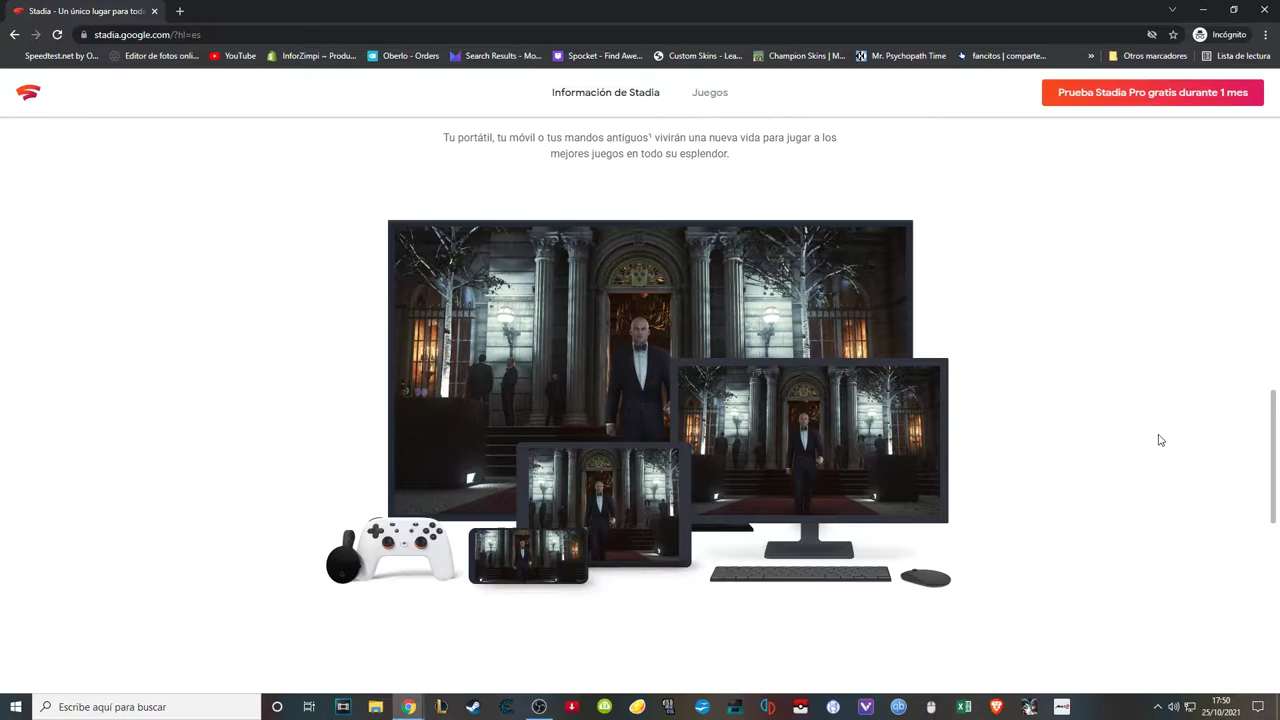 Stadia - Un único lugar para toda
stadia.google.com/?hl=es
Incógnito
Speedtest.net by O...
Editor de fotos onli...
YouTube
InforZimpi – Produ...
Oberlo - Orders
Search Results - Mo...
Spocket - Find Awe...
Custom Skins - Lea...
Champion Skins | M...
Mr. Psychopath Time
fancitos | comparte...
»
Otros marcadores
Lista de lectura
Información de Stadia
Juegos
Prueba Stadia Pro gratis durante 1 mes
Tu portátil, tu móvil o tus mandos antiguos¹ vivirán una nueva vida para jugar a los
mejores juegos en todo su esplendor.
Escribe aquí para buscar
17:50
25/10/2021